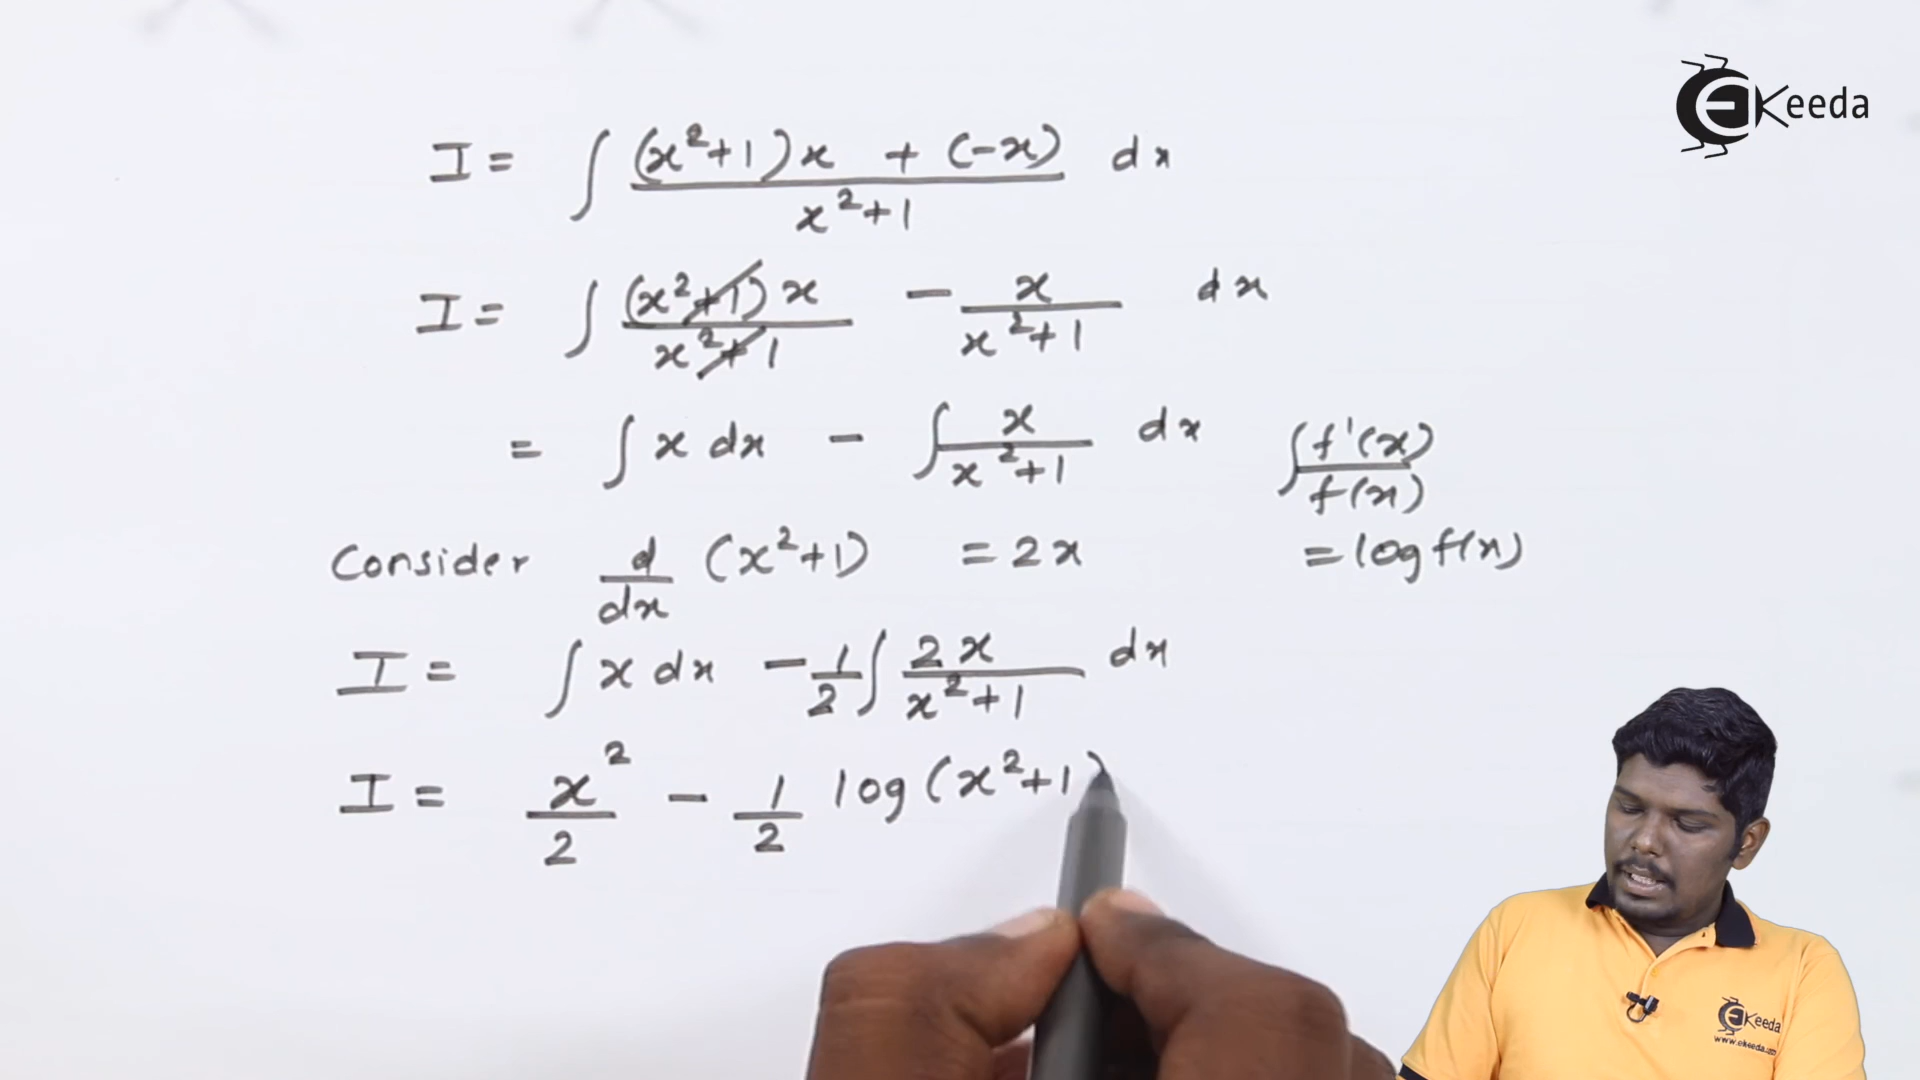 EKeeda
I = ∫ (x²+1)x + (-x) / x²+1 dx
I = ∫ (x²+1)x / x²+1 - x / x²+1 dx
= ∫ x dx - ∫ x / x²+1 dx
∫ f'(x) / f(x)
= log f(x)
Consider d/dx (x²+1) = 2x
I = ∫ x dx - 1/2 ∫ 2x / x²+1 dx
I = x²/2 - 1/2 log(x²+1)
EKeeda
www.ekeeda.com